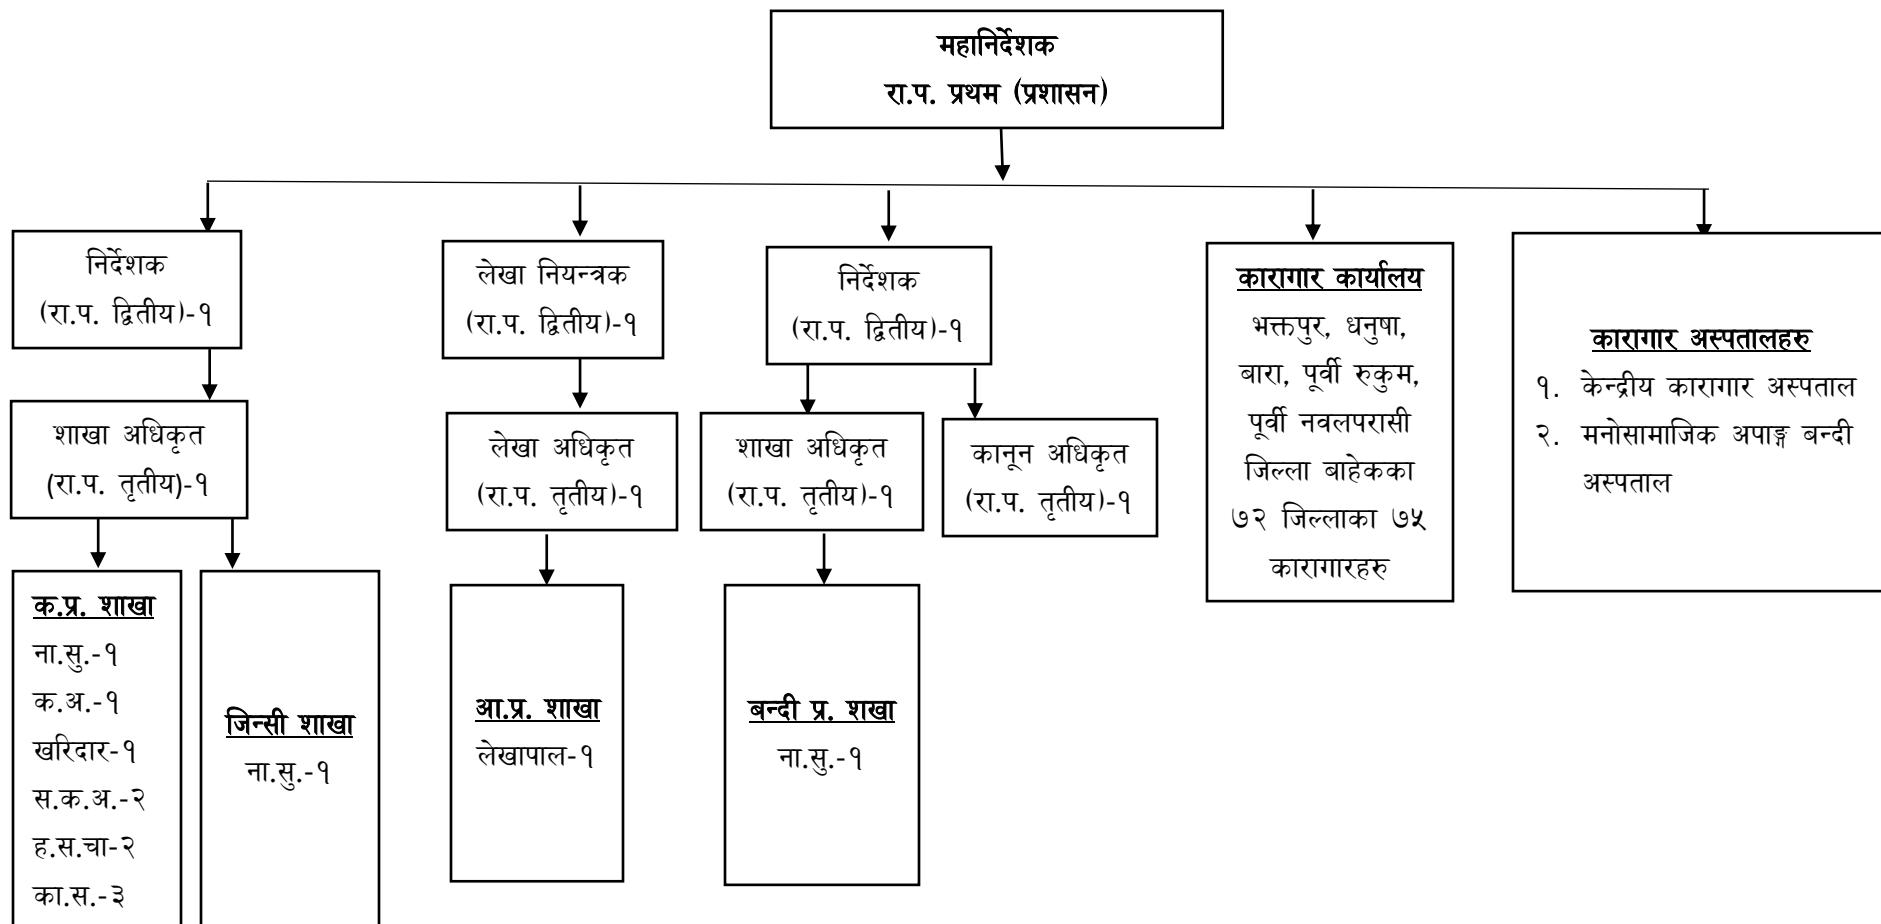 महानिर्देशक
रा.प. प्रथम (प्रशासन)
निर्देशक
(रा.प. द्वितीय)-१
लेखा नियन्त्रक
(रा.प. द्वितीय)-१
निर्देशक
(रा.प. द्वितीय)-१
कारागार कार्यालय
भक्तपुर, धनुषा,
बारा, पूर्वी रुकुम,
पूर्वी नवलपरासी
जिल्ला बाहेकका
७२ जिल्लाका ७५
कारागारहरु
कारागार अस्पतालहरु
१. केन्द्रीय कारागार अस्पताल
२. मनोसामाजिक अपाङ्ग बन्दी
अस्पताल
शाखा अधिकृत
(रा.प. तृतीय)-१
लेखा अधिकृत
(रा.प. तृतीय)-१
शाखा अधिकृत
(रा.प. तृतीय)-१
कानून अधिकृत
(रा.प. तृतीय)-१
क.प्र. शाखा
ना.सु.-१
क.अ.-१
खरिदार-१
स.क.अ.-२
ह.स.चा-२
का.स.-३
जिन्सी शाखा
ना.सु.-१
आ.प्र. शाखा
लेखापाल-१
बन्दी प्र. शखा
ना.सु.-१